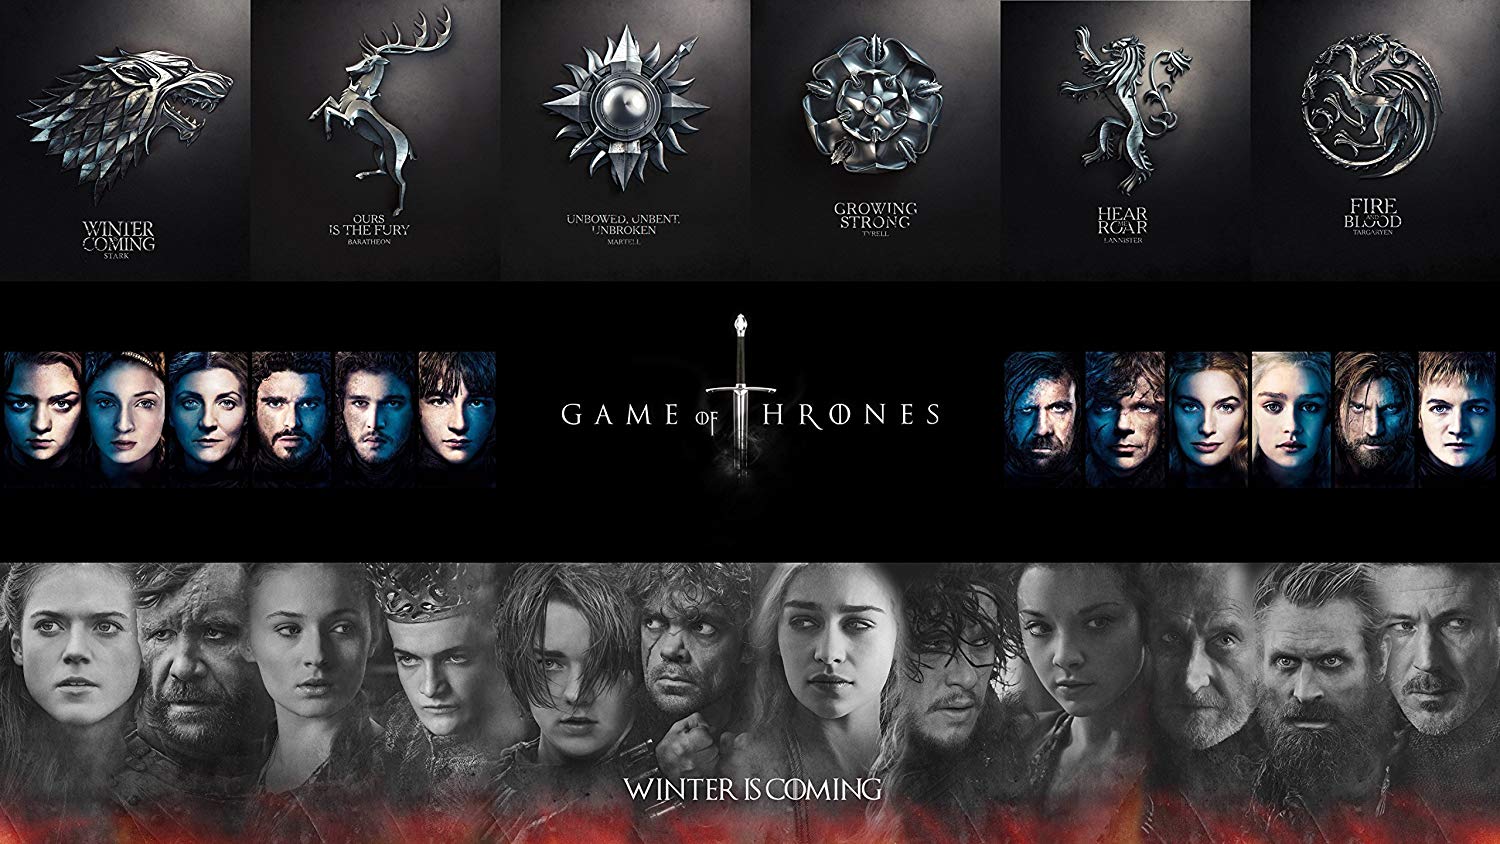 WINTER
IS
COMING
STARK
OURS
IS THE FURY
BARATHEON
UNBOWED, UNBENT,
UNBROKEN
MARTELL
GROWING
STRONG
TYRELL
HEAR
ME
ROAR
LANNISTER
FIRE
AND
BLOOD
TARGARYEN
GAME OF THRONES
WINTER IS COMING